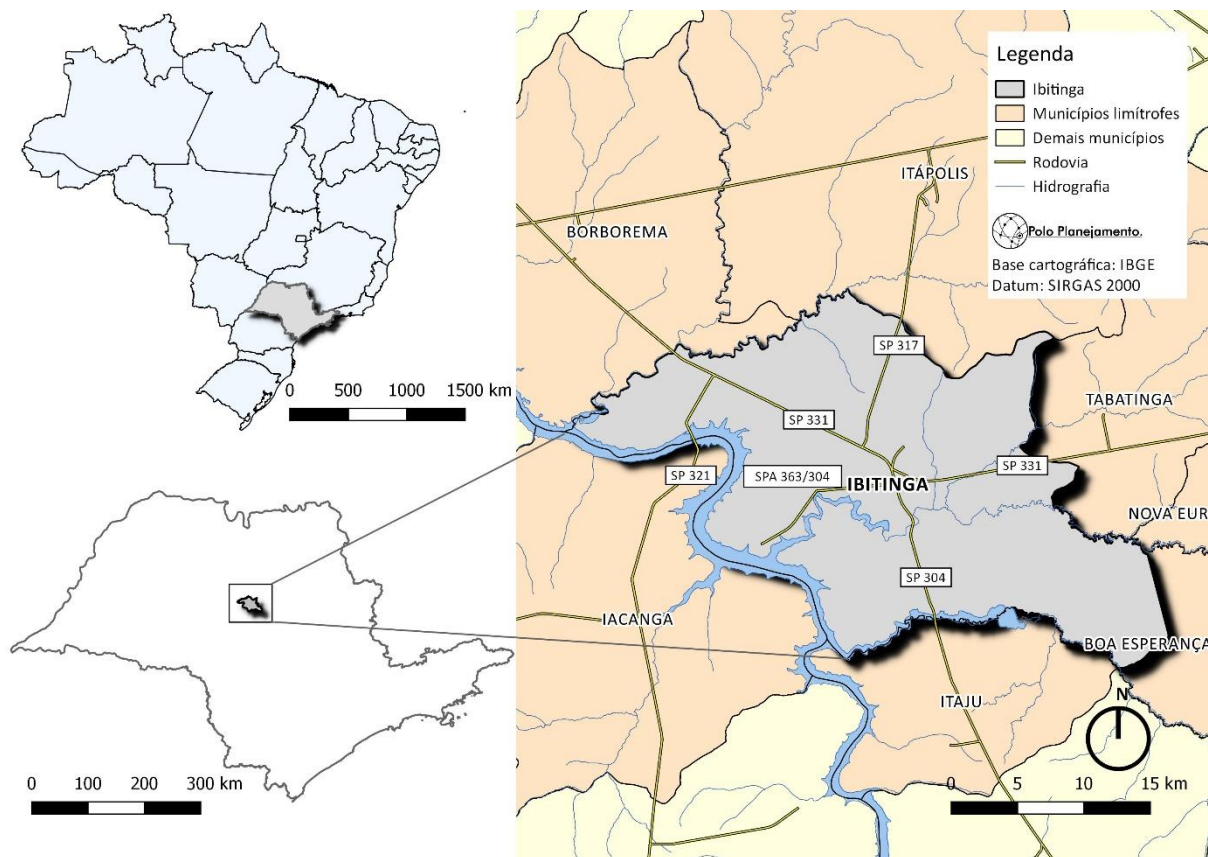 0 500 1000 1500 km
0 100 200 300 km
Legenda
Ibitinga
Municípios limítrofes
Demais municípios
Rodovia
Hidrografia
Polo Planejamento.
Base cartográfica: IBGE
Datum: SIRGAS 2000
ITÁPOLIS
BORBOREMA
SP 317
TABATINGA
SP 331
SP 331
SP 321
SPA 363/304
IBITINGA
NOVA EUR
SP 304
IACANGA
BOA ESPERANÇA
ITAJU
N
0 5 10 15 km